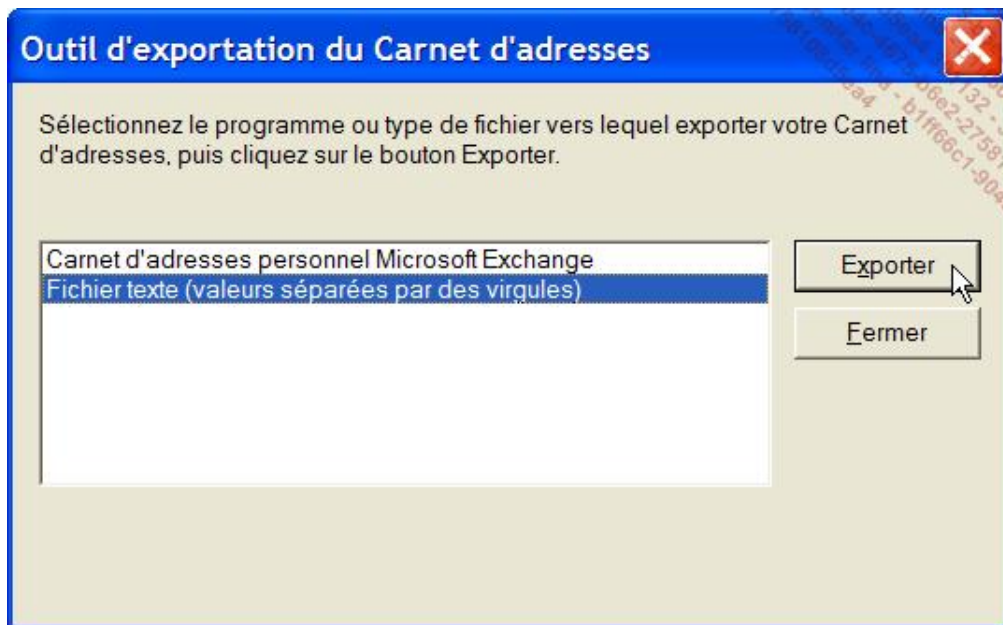 Outil d'exportation du Carnet d'adresses
Sélectionnez le programme ou type de fichier vers lequel exporter votre Carnet
d'adresses, puis cliquez sur le bouton Exporter.
Carnet d'adresses personnel Microsoft Exchange
Fichier texte (valeurs séparées par des virgules)
Exporter
Fermer